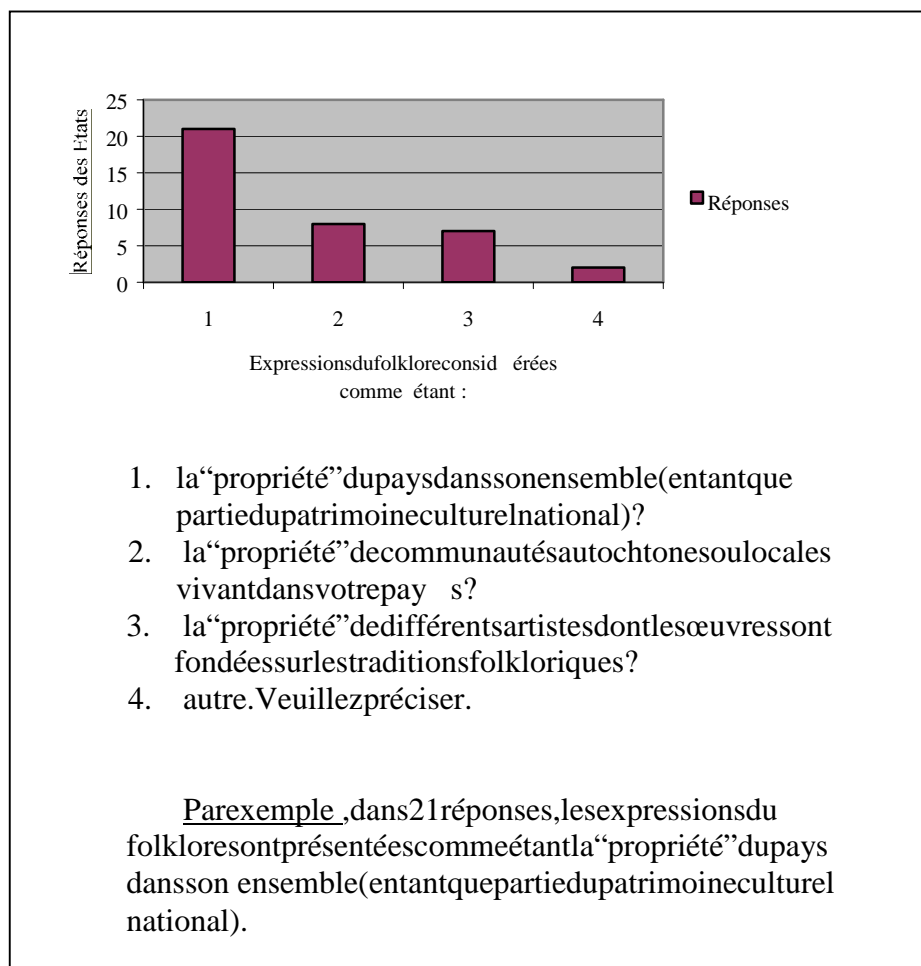 25
20
15
10
5
0
Réponses des Etats
1 2 3 4
Réponses
Expressionsdufolkloreconsid érées
comme étant :
1. la“propriété”dupaysdanssonensemble(entantque
partiedupatrimoineculturelnational)?
2. la“propriété”decommunautésautochtonesoulocales
vivantdansvotrepay s?
3. la“propriété”dedifférentsartistesdontlesœuvressont
fondéessurlestraditionsfolkloriques?
4. autre.Veuillezpréciser.
Parexemple ,dans21réponses,lesexpressionsdu
folkloresontprésentéescommeétantla“propriété”dupays
dansson ensemble(entantquepartiedupatrimoineculturel
national).